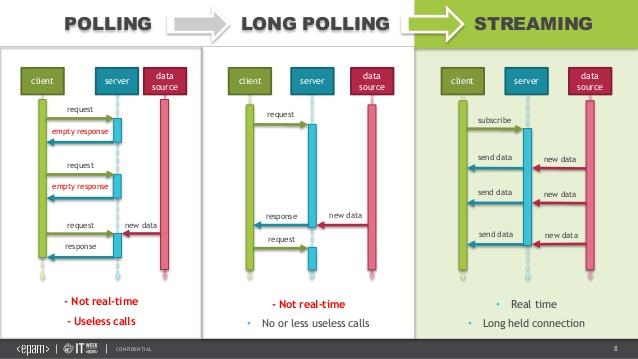 POLLING
LONG POLLING
STREAMING
client
server
data
source
request
empty response
request
empty response
request
new data
response
- Not real-time
- Useless calls
client
server
data
source
request
response
new data
request
- Not real-time
• No or less useless calls
client
server
data
source
subscribe
send data
new data
send data
new data
send data
new data
• Real time
• Long held connection
<epam> | IT WEEK | CONFIDENTIAL
8